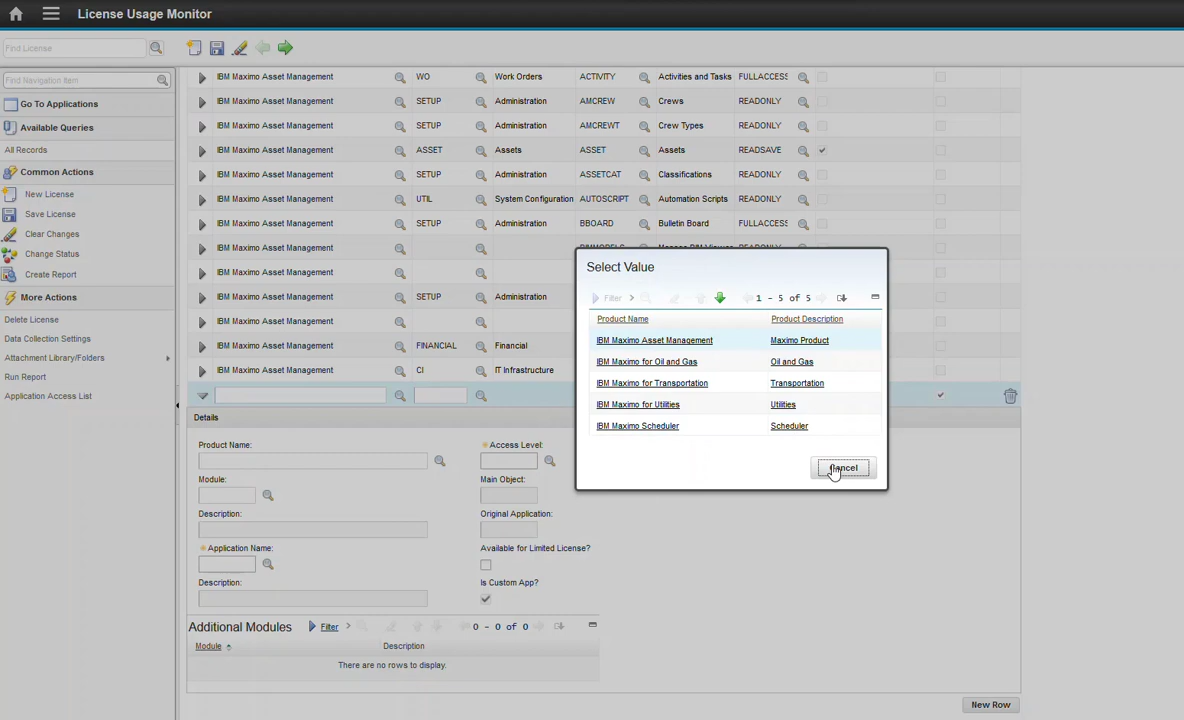 License Usage Monitor
Find License
Find Navigation Item
Go To Applications
Available Queries
All Records
Common Actions
New License
Save License
Clear Changes
Change Status
Create Report
More Actions
Delete License
Data Collection Settings
Attachment Library/Folders
Run Report
Application Access List
IBM Maximo Asset Management WO Work Orders ACTIVITY Activities and Tasks FULLACCESS
IBM Maximo Asset Management SETUP Administration AMCREW Crews READONLY
IBM Maximo Asset Management SETUP Administration AMCREWT Crew Types READONLY
IBM Maximo Asset Management ASSET Assets ASSET Assets READSAVE
IBM Maximo Asset Management SETUP Administration ASSETCAT Classifications READONLY
IBM Maximo Asset Management UTIL System Configuration AUTOSCRIPT Automation Scripts READONLY
IBM Maximo Asset Management SETUP Administration BBOARD Bulletin Board FULLACCESS
IBM Maximo Asset Management
IBM Maximo Asset Management
IBM Maximo Asset Management SETUP Administration
IBM Maximo Asset Management
IBM Maximo Asset Management FINANCIAL Financial
IBM Maximo Asset Management CI IT Infrastructure
Select Value
Filter 1 - 5 of 5
Product Name Product Description
IBM Maximo Asset Management Maximo Product
IBM Maximo for Oil and Gas Oil and Gas
IBM Maximo for Transportation Transportation
IBM Maximo for Utilities Utilities
IBM Maximo Scheduler Scheduler
Cancel
Details
Product Name: Access Level:
Module: Main Object:
Description: Original Application:
Application Name: Available for Limited License?
Description: Is Custom App?
Additional Modules Filter 0 - 0 of 0
Module Description
There are no rows to display.
New Row